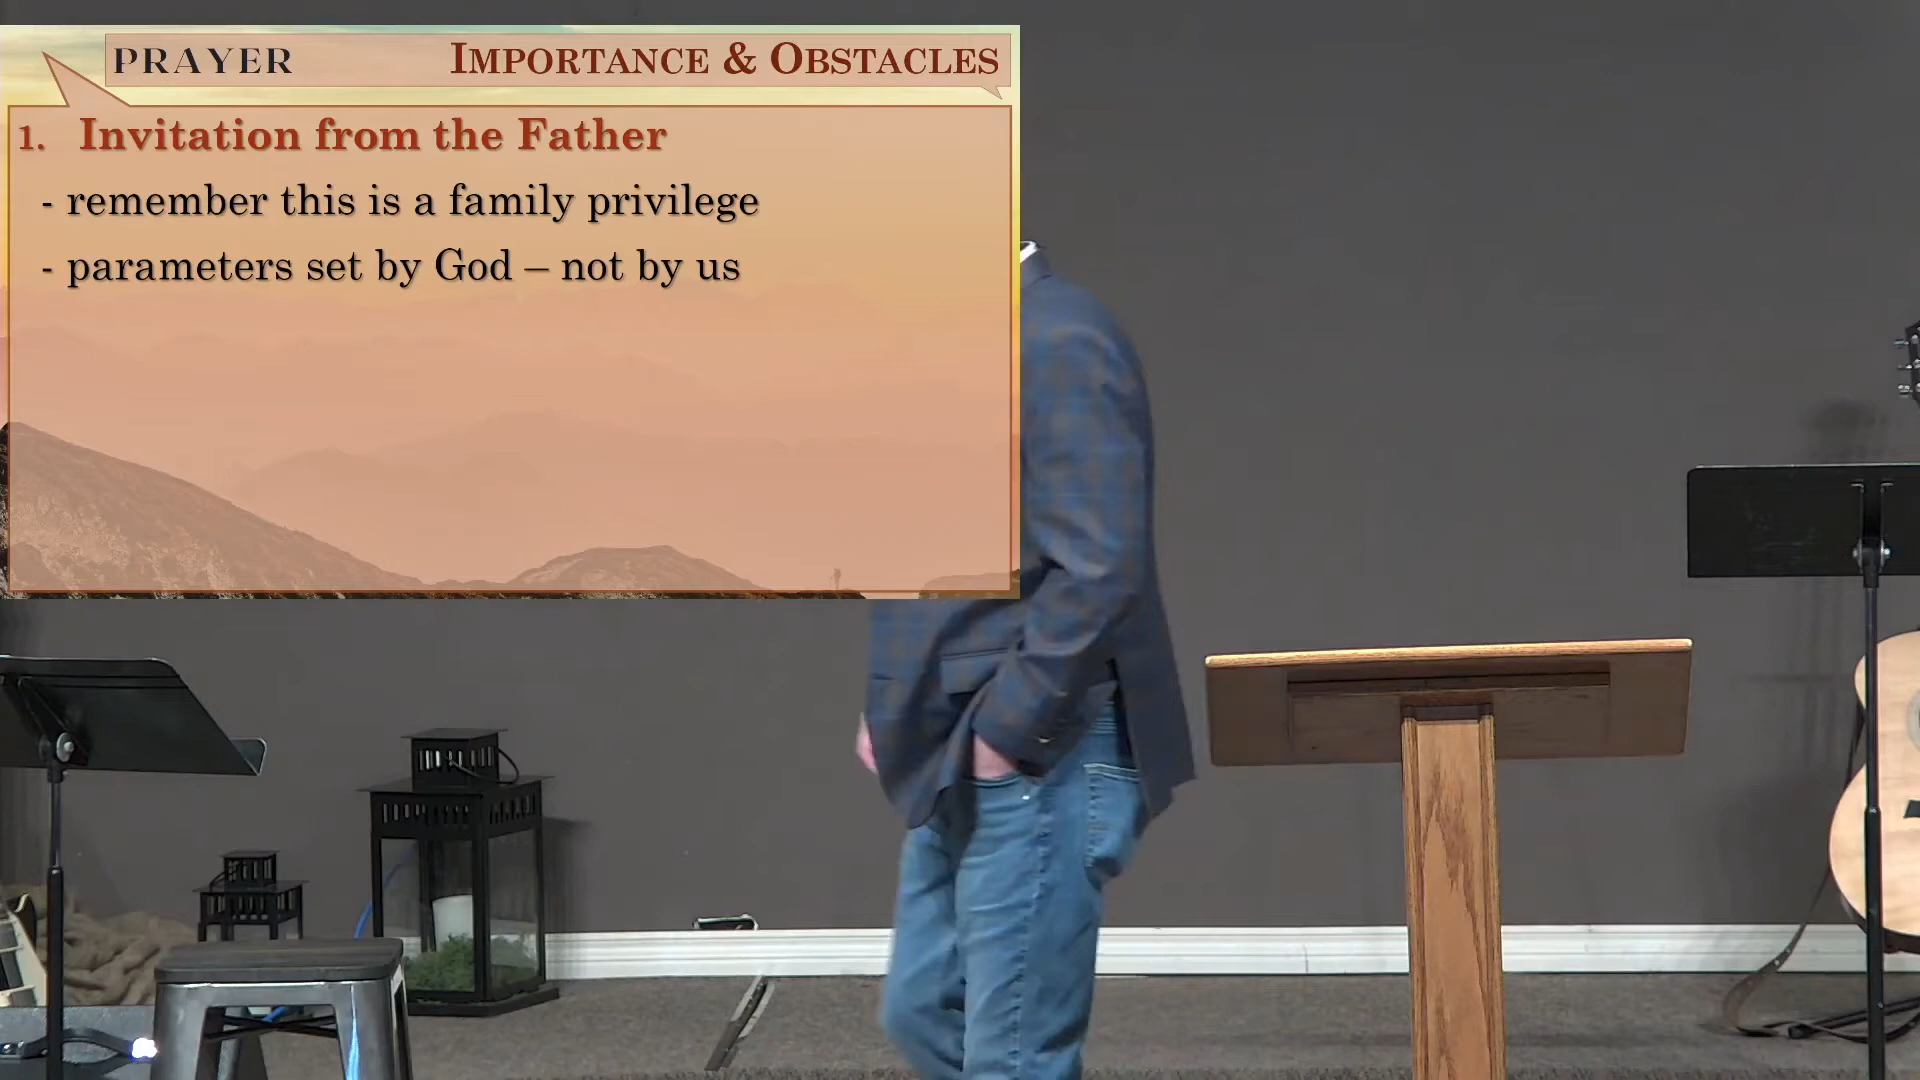 PRAYER IMPORTANCE & OBSTACLES
1. Invitation from the Father
- remember this is a family privilege
- parameters set by God – not by us